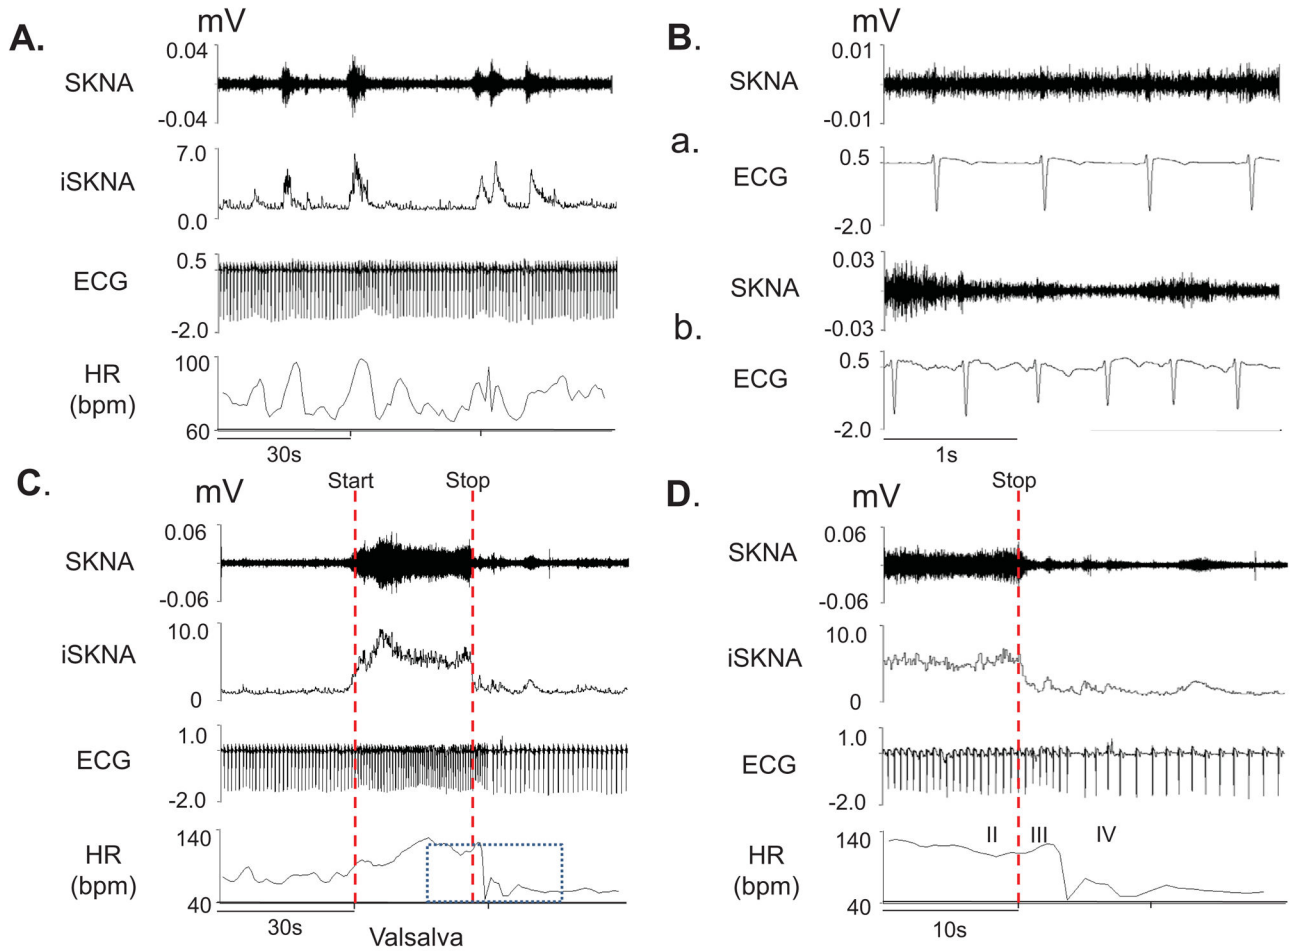 A.
mV
0.04
SKNA
-0.04
7.0
iSKNA
0.0
0.5
ECG
-2.0
100
HR
(bpm)
60
30s
B.
mV
0.01
SKNA
-0.01
a.
0.5
ECG
-2.0
0.03
SKNA
-0.03
b.
0.5
ECG
-2.0
1s
C.
mV
Start
Stop
0.06
SKNA
-0.06
10.0
iSKNA
0
1.0
ECG
-2.0
140
HR
(bpm)
40
30s
Valsalva
D.
mV
Stop
0.06
SKNA
-0.06
10.0
iSKNA
0
1.0
ECG
-2.0
II III IV
140
HR
(bpm)
40
10s